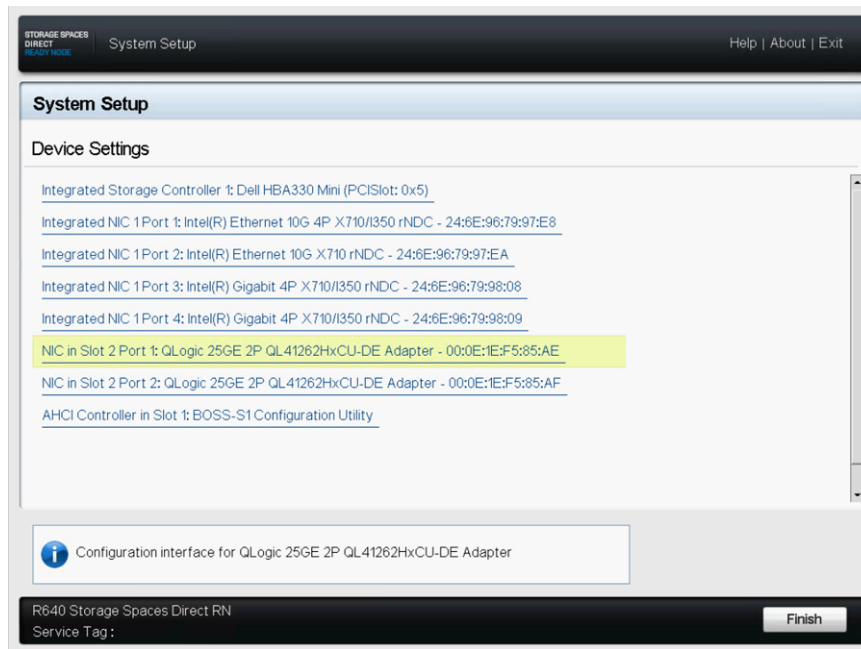 STORAGE SPACES
DIRECT
READY NODE
System Setup
Help | About | Exit
System Setup
Device Settings
Integrated Storage Controller 1: Dell HBA330 Mini (PCISlot: 0x5)
Integrated NIC 1 Port 1: Intel(R) Ethernet 10G 4P X710/I350 rNDC - 24:6E:96:79:97:E8
Integrated NIC 1 Port 2: Intel(R) Ethernet 10G X710 rNDC - 24:6E:96:79:97:EA
Integrated NIC 1 Port 3: Intel(R) Gigabit 4P X710/I350 rNDC - 24:6E:96:79:98:08
Integrated NIC 1 Port 4: Intel(R) Gigabit 4P X710/I350 rNDC - 24:6E:96:79:98:09
NIC in Slot 2 Port 1: QLogic 25GE 2P QL41262HxCU-DE Adapter - 00:0E:1E:F5:85:AE
NIC in Slot 2 Port 2: QLogic 25GE 2P QL41262HxCU-DE Adapter - 00:0E:1E:F5:85:AF
AHCI Controller in Slot 1: BOSS-S1 Configuration Utility
Configuration interface for QLogic 25GE 2P QL41262HxCU-DE Adapter
R640 Storage Spaces Direct RN
Service Tag :
Finish